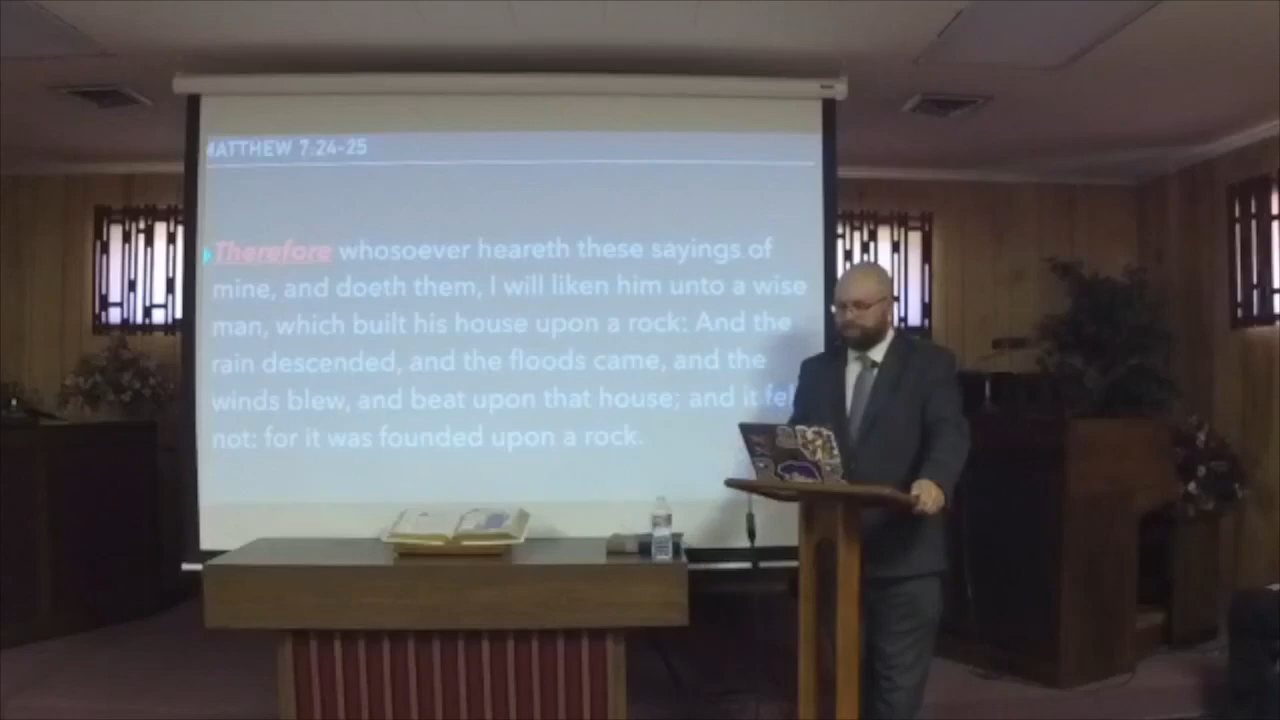 MATTHEW 7:24-25
Therefore whosoever heareth these sayings of
mine, and doeth them, I will liken him unto a wise
man, which built his house upon a rock: And the
rain descended, and the floods came, and the
winds blew, and beat upon that house; and it fell
not: for it was founded upon a rock.